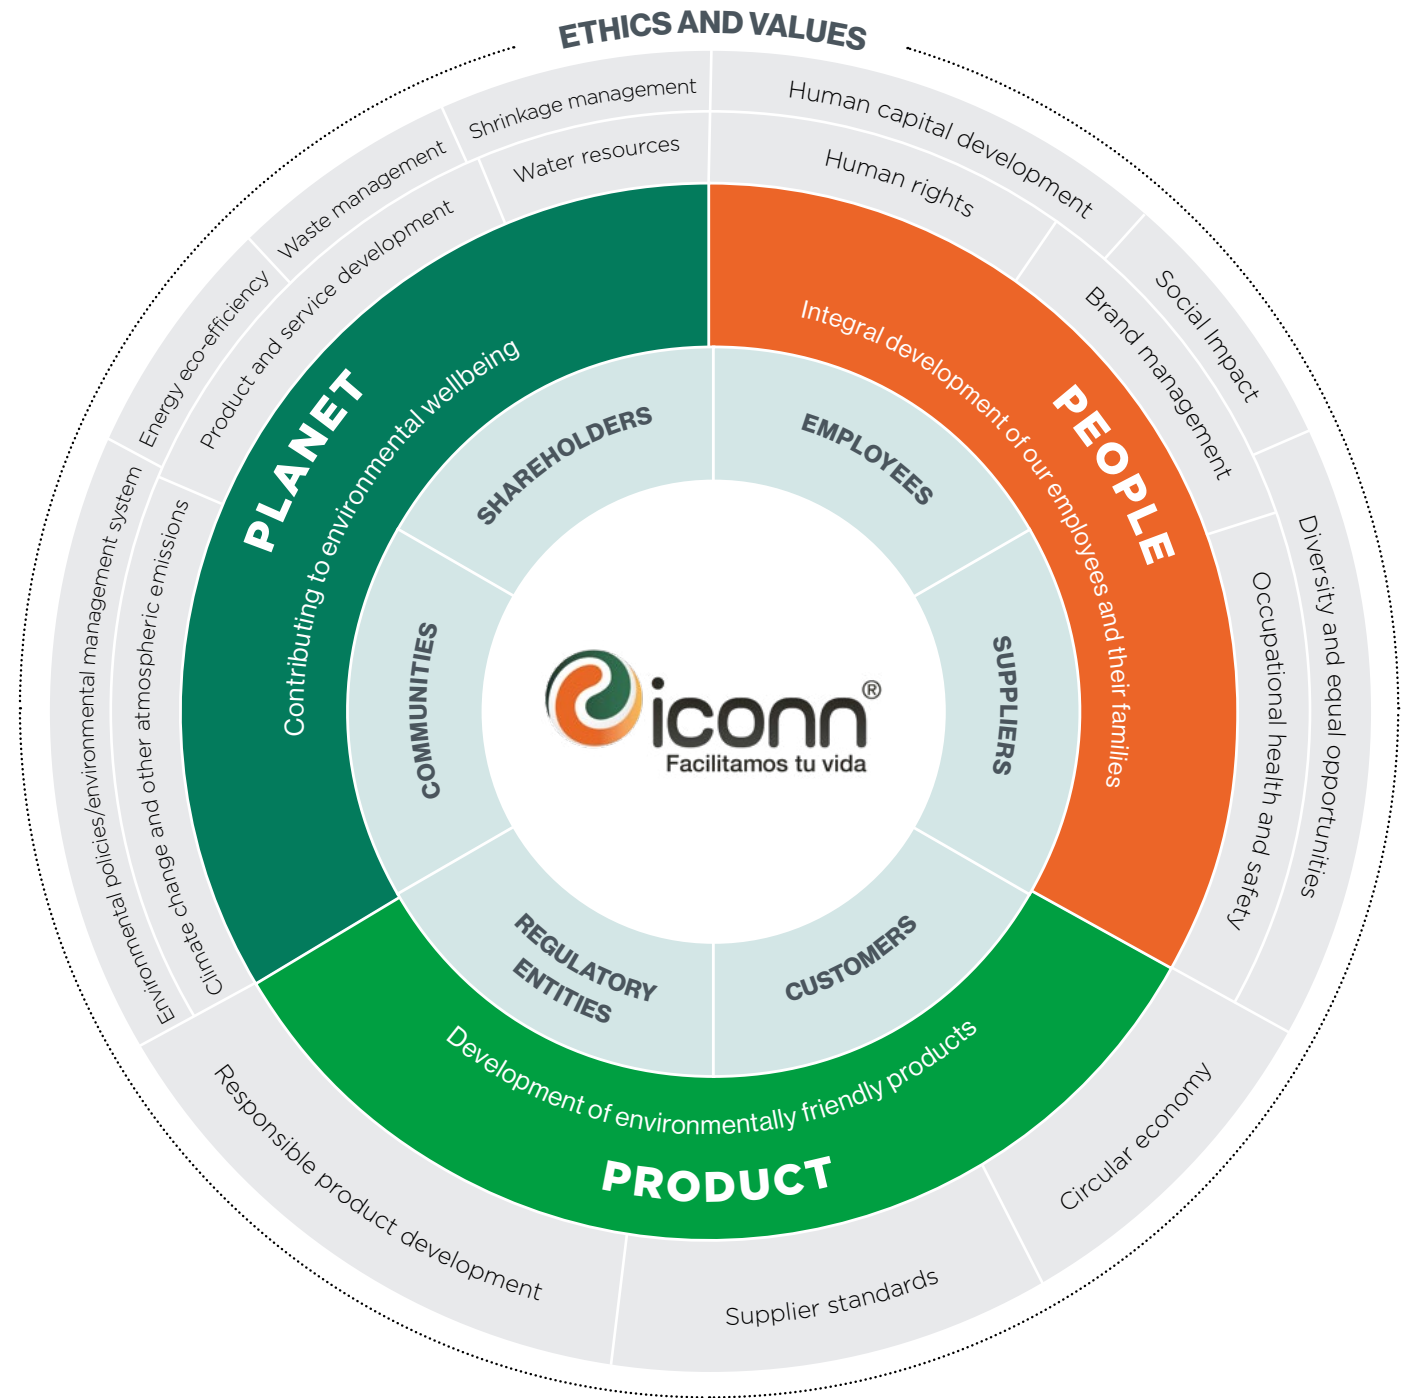 ETHICS AND VALUES
Shrinkage management
Water resources
Waste management
Product and service development
Energy eco-efficiency
Environmental policies/environmental management system
Climate change and other atmospheric emissions
PLANET
Contributing to environmental wellbeing
Human capital development
Human rights
Social Impact
Brand management
Diversity and equal opportunities
Occupational health and safety
PEOPLE
Integral development of our employees and their families
SHAREHOLDERS
EMPLOYEES
COMMUNITIES
SUPPLIERS
REGULATORY
ENTITIES
CUSTOMERS
iconn®
Facilitamos tu vida
Development of environmentally friendly products
PRODUCT
Responsible product development
Supplier standards
Circular economy